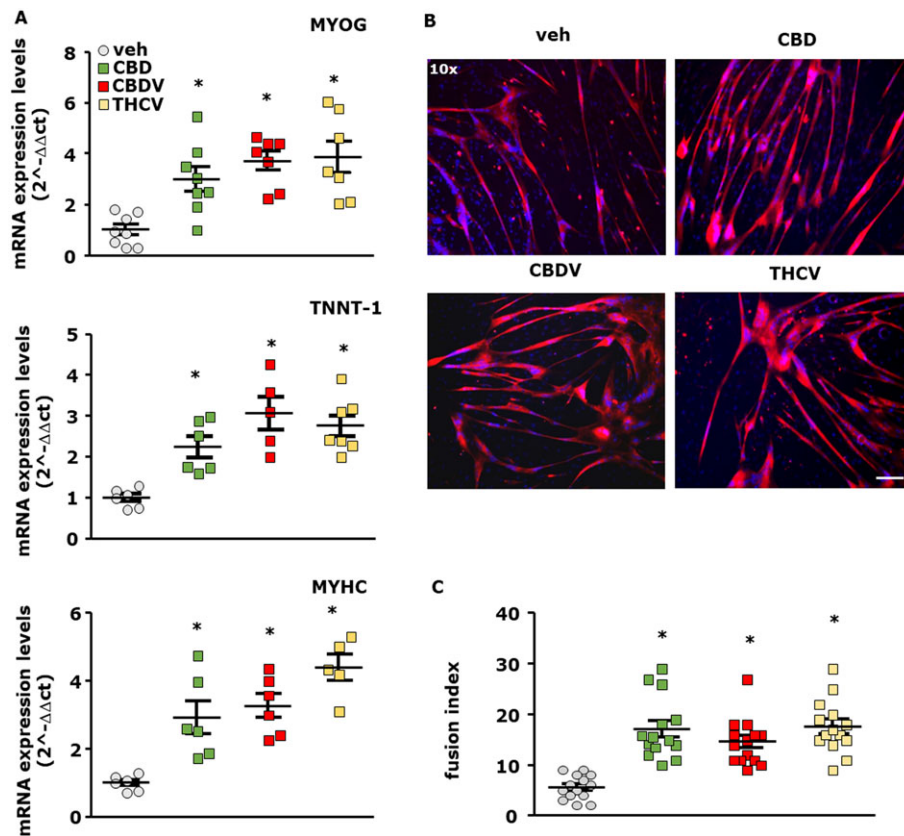 A
MYOG
veh
CBD
CBDV
THCV
mRNA expression levels
(2^-ΔΔct)
8
6
4
2
0
*
*
*
TNNT-1
mRNA expression levels
(2^-ΔΔct)
5
4
3
2
1
0
*
*
*
MYHC
mRNA expression levels
(2^-ΔΔct)
6
4
2
0
*
*
*
B
veh
CBD
10x
CBDV
THCV
C
fusion index
40
30
20
10
0
*
*
*